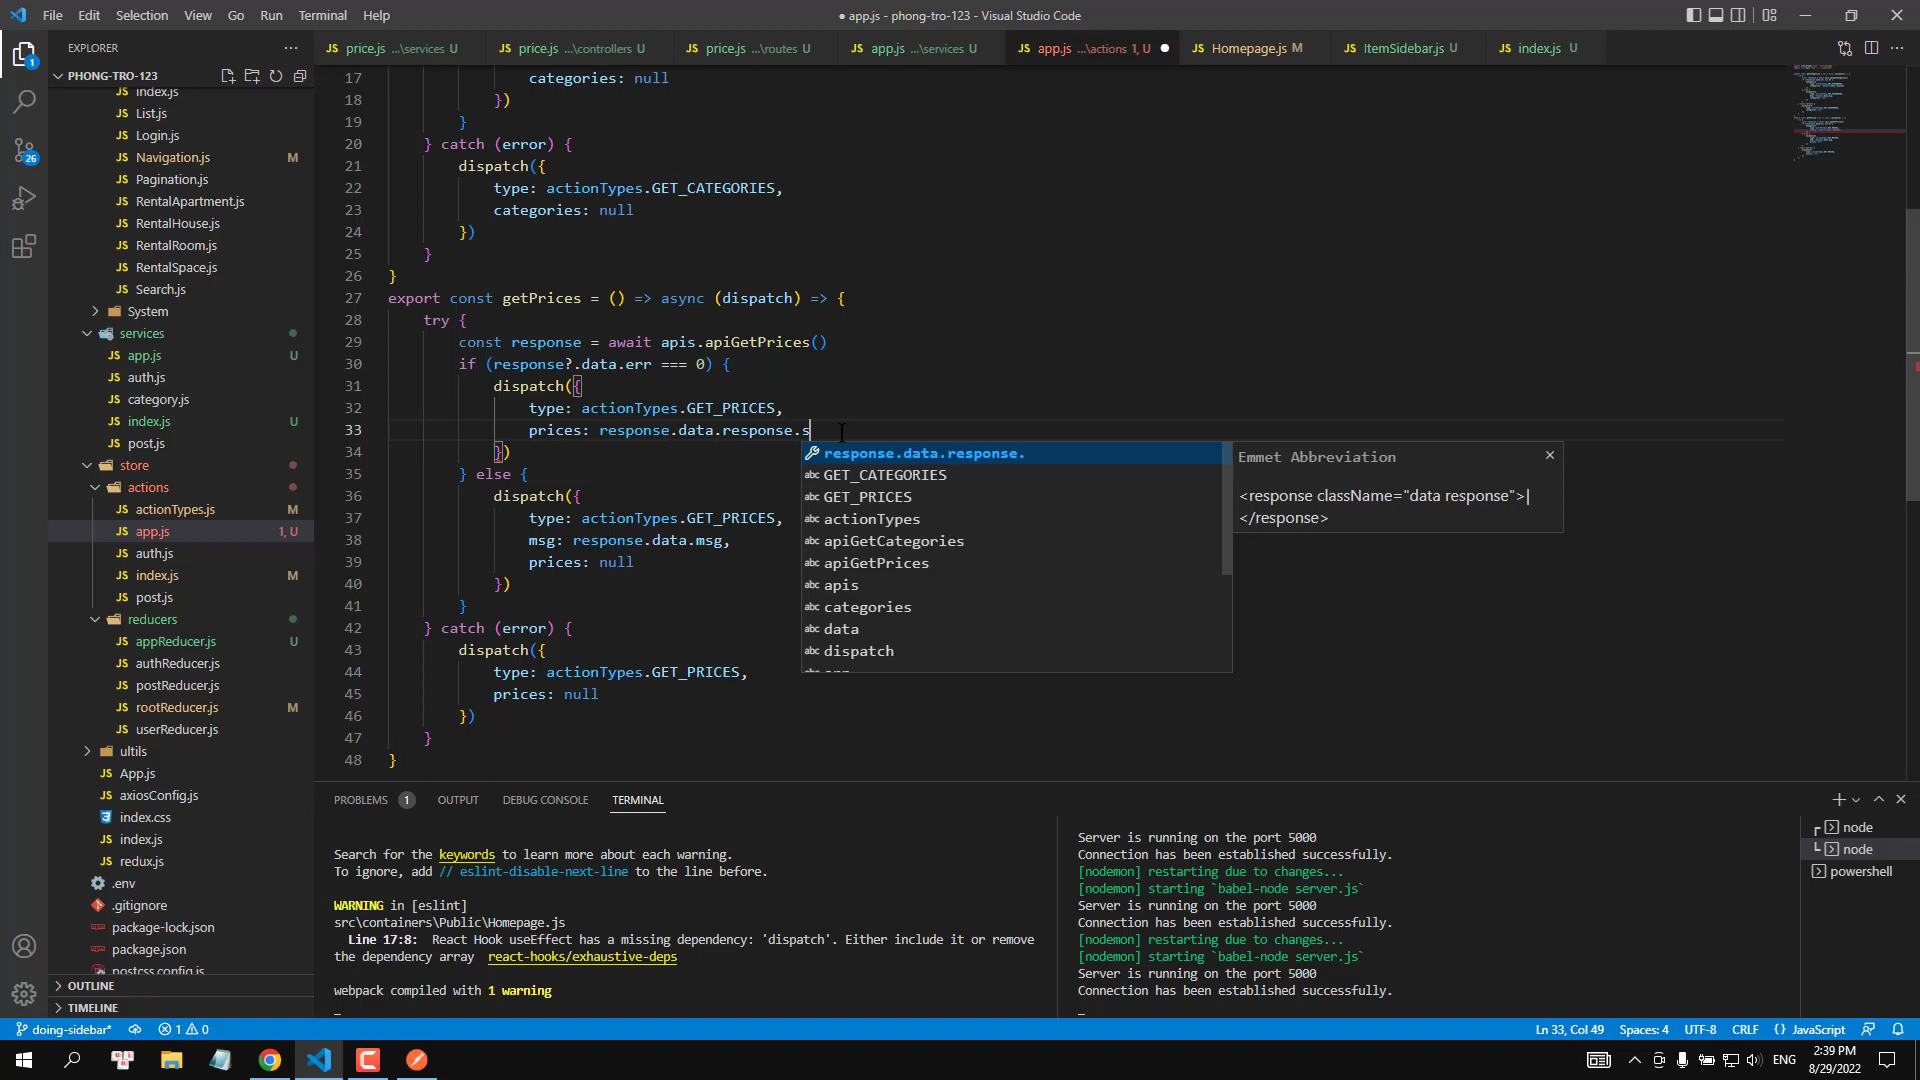 File Edit Selection View Go Run Terminal Help
● app.js - phong-tro-123 - Visual Studio Code
EXPLORER
PHONG-TRO-123
index.js
List.js
Login.js
Navigation.js M
Pagination.js
RentalApartment.js
RentalHouse.js
RentalRoom.js
RentalSpace.js
Search.js
System
services
app.js U
auth.js
category.js
index.js U
post.js
store
actions
actionTypes.js M
app.js 1, U
auth.js
index.js M
post.js
reducers
appReducer.js U
authReducer.js
postReducer.js
rootReducer.js M
userReducer.js
ultils
App.js
axiosConfig.js
index.css
index.js
redux.js
.env
.gitignore
package-lock.json
package.json
postcss.config.js
OUTLINE
TIMELINE
price.js ...\services U
price.js ...\controllers U
price.js ...\routes U
app.js ...\services U
app.js ...\actions 1, U
Homepage.js M
ItemSidebar.js U
index.js U
17 categories: null
18 })
19 }
20 } catch (error) {
21 dispatch({
22 type: actionTypes.GET_CATEGORIES,
23 categories: null
24 })
25 }
26 }
27 export const getPrices = () => async (dispatch) => {
28 try {
29 const response = await apis.apiGetPrices()
30 if (response?.data.err === 0) {
31 dispatch({
32 type: actionTypes.GET_PRICES,
33 prices: response.data.response.s
34 })
35 } else {
36 dispatch({
37 type: actionTypes.GET_PRICES,
38 msg: response.data.msg,
39 prices: null
40 })
41 }
42 } catch (error) {
43 dispatch({
44 type: actionTypes.GET_PRICES,
45 prices: null
46 })
47 }
48 }
response.data.response.
abc GET_CATEGORIES
abc GET_PRICES
abc actionTypes
abc apiGetCategories
abc apiGetPrices
abc apis
abc categories
abc data
abc dispatch
Emmet Abbreviation
<response className="data response">|
</response>
PROBLEMS 1 OUTPUT DEBUG CONSOLE TERMINAL
Search for the keywords to learn more about each warning.
To ignore, add // eslint-disable-next-line to the line before.
WARNING in [eslint]
src\containers\Public\Homepage.js
Line 17:8: React Hook useEffect has a missing dependency: 'dispatch'. Either include it or remove
the dependency array react-hooks/exhaustive-deps
webpack compiled with 1 warning
Server is running on the port 5000
Connection has been established successfully.
[nodemon] restarting due to changes...
[nodemon] starting `babel-node server.js`
Server is running on the port 5000
Connection has been established successfully.
[nodemon] restarting due to changes...
[nodemon] starting `babel-node server.js`
Server is running on the port 5000
Connection has been established successfully.
node
node
powershell
1
26
doing-sidebar* 1 0
Ln 33, Col 49 Spaces: 4 UTF-8 CRLF {} JavaScript
ENG
2:39 PM
8/29/2022